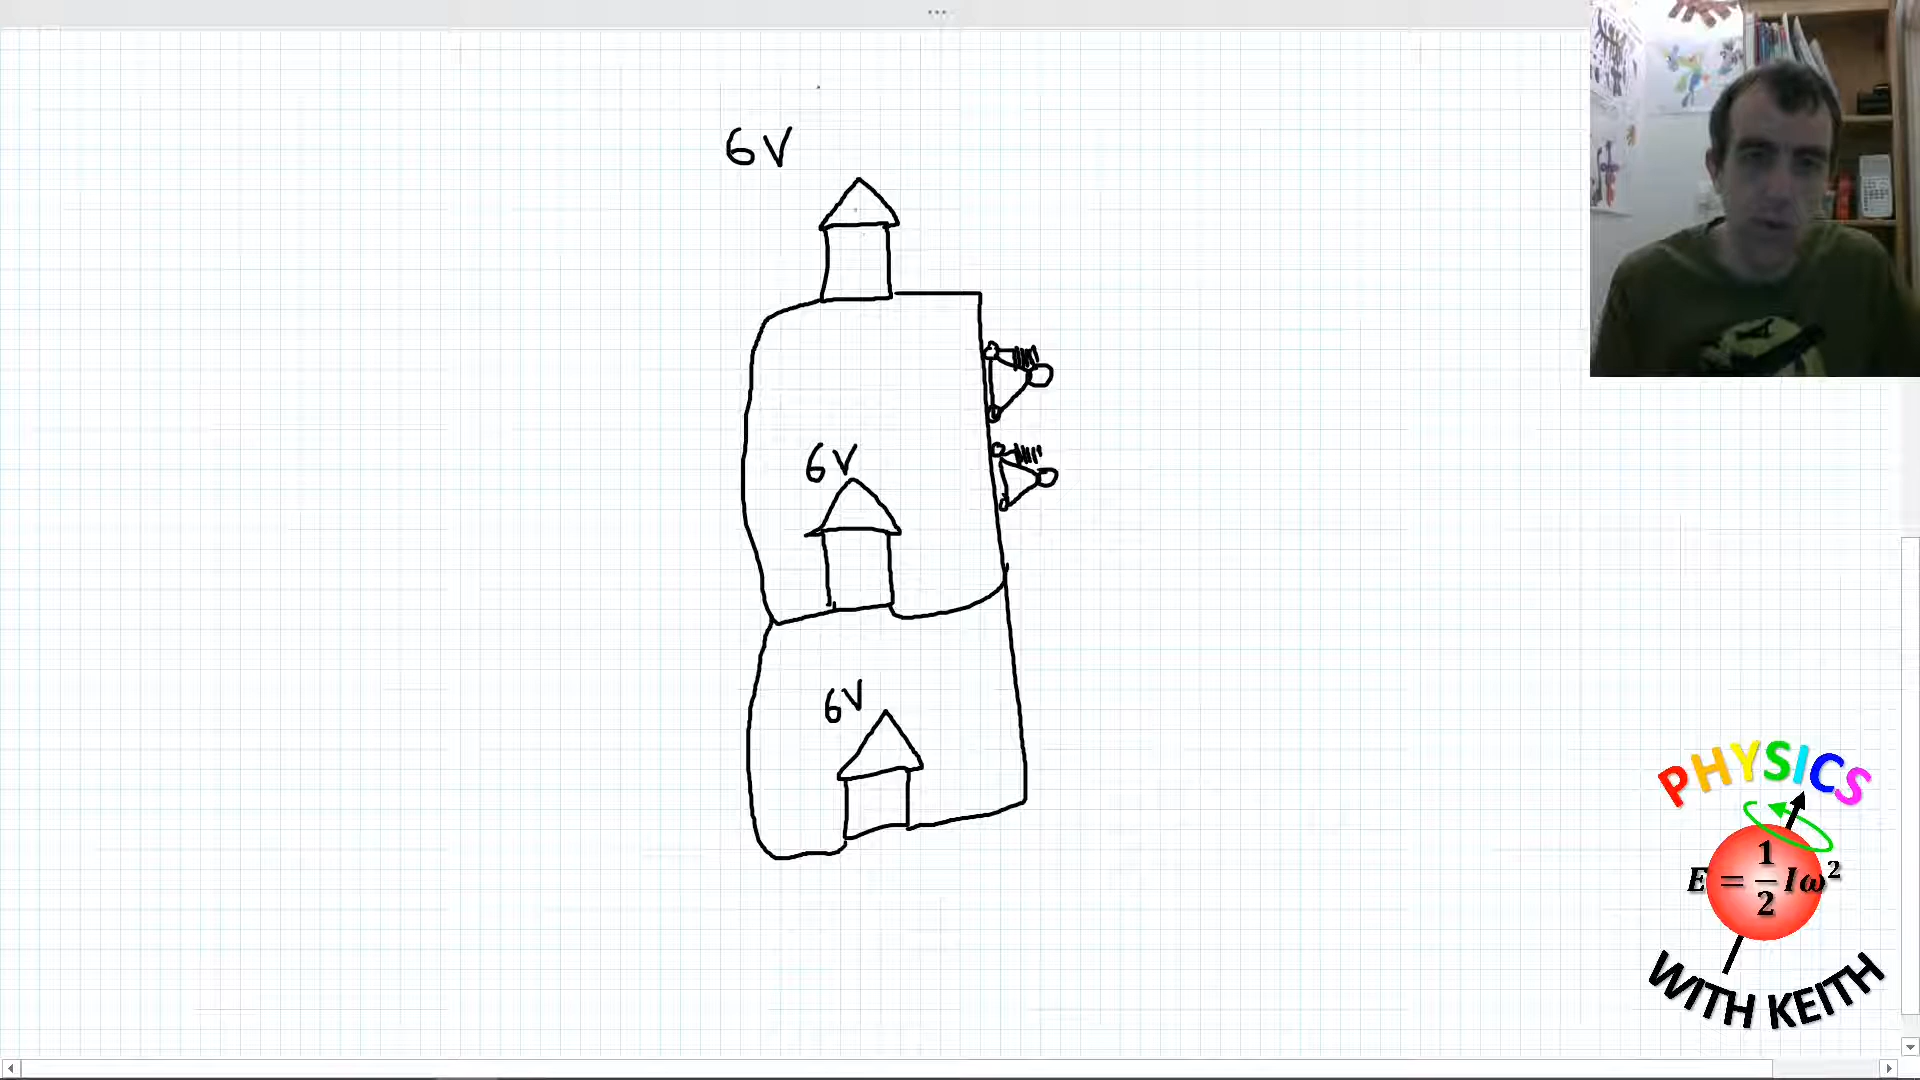 6V
6V
6V
PHYSICS
E = 1/2 Iω²
WITH KEITH